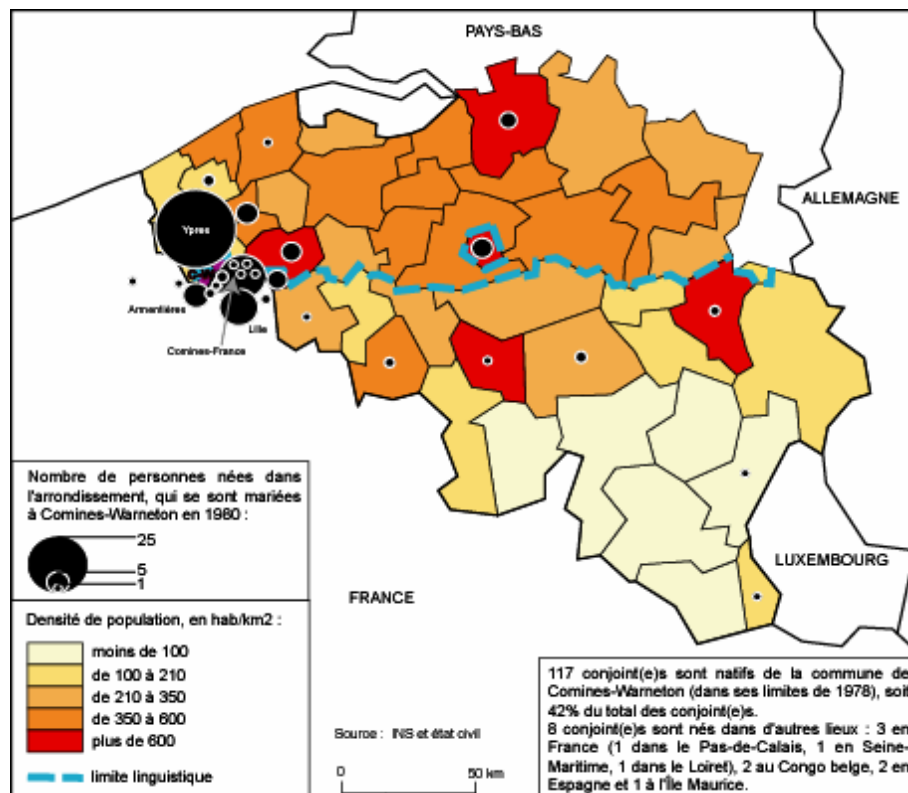 PAYS-BAS
ALLEMAGNE
Ypres
Armentières
Lille
Comines-France
Nombre de personnes nées dans
l'arrondissement, qui se sont mariées
à Comines-Warneton en 1980 :
25
5
1
LUXEMBOURG
FRANCE
Densité de population, en hab/km2 :
moins de 100
de 100 à 210
de 210 à 350
de 350 à 600
plus de 600
limite linguistique
Source : INS et état civil
0 50 km
117 conjoint(e)s sont natifs de la commune de
Comines-Warneton (dans ses limites de 1978), soit
42% du total des conjoint(e)s.
8 conjoint(e)s sont nés dans d'autres lieux : 3 en
France (1 dans le Pas-de-Calais, 1 en Seine-
Maritime, 1 dans le Loiret), 2 au Congo belge, 2 en
Espagne et 1 à l'Île Maurice.